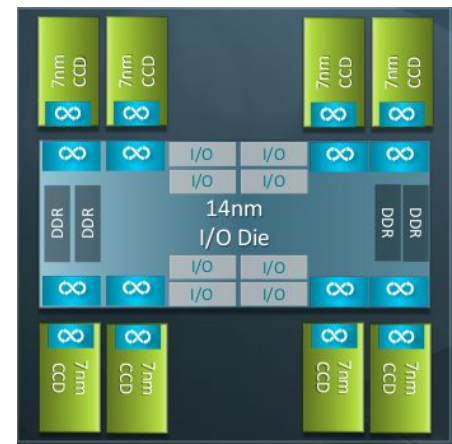 7nm
CCD
7nm
CCD
7nm
CCD
7nm
CCD
∞
∞
∞
∞
∞
∞
I/O
I/O
∞
∞
I/O
I/O
DDR
DDR
14nm
I/O Die
DDR
DDR
I/O
I/O
∞
∞
I/O
I/O
∞
∞
∞
∞
∞
∞
7nm
CCD
7nm
CCD
7nm
CCD
7nm
CCD